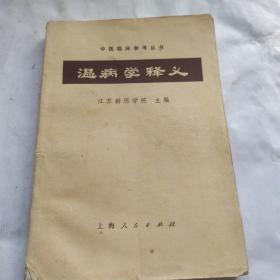 中医临床参考丛书
温病学释义
江苏新医学院 主编
上海人民出版社